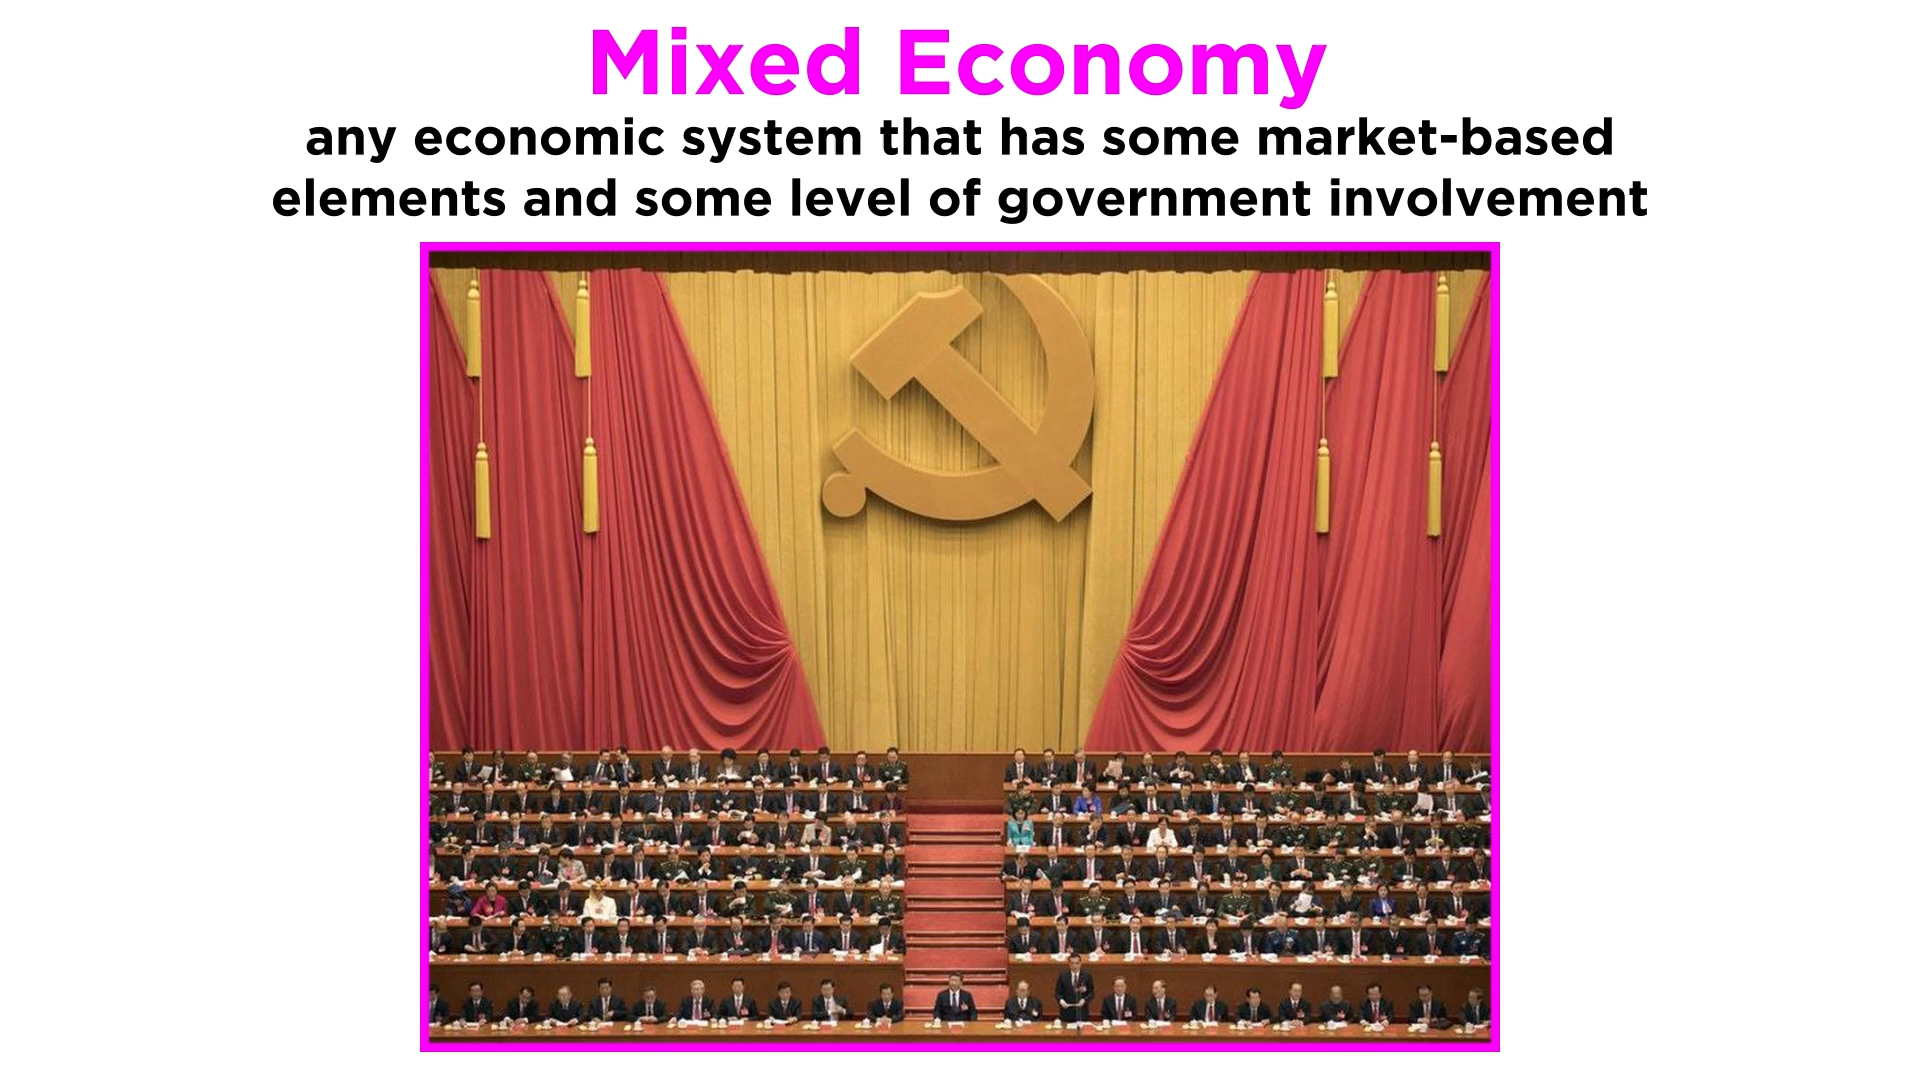 Mixed Economy
any economic system that has some market-based
elements and some level of government involvement